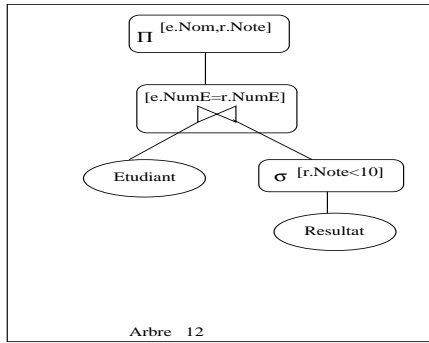 Π [e.Nom,r.Note]
[e.NumE=r.NumE]
Etudiant
σ [r.Note<10]
Resultat
Arbre 12